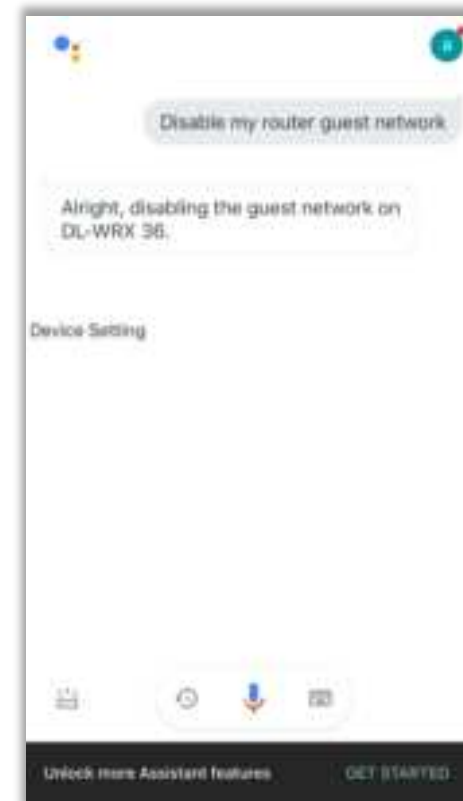 Disable my router guest network
Alright, disabling the guest network on
DL-WRX 36.
Device Setting
Unlock more Assistant features GET STARTED